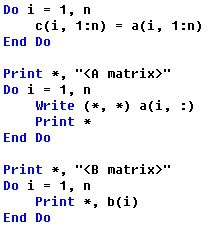 Do i = 1, n
    c(i, 1:n) = a(i, 1:n)
End Do

Print *, "<A matrix>"
Do i = 1, n
    Write (*, *) a(i, :)
    Print *
End Do

Print *, "<B matrix>"
Do i = 1, n
    Print *, b(i)
End Do